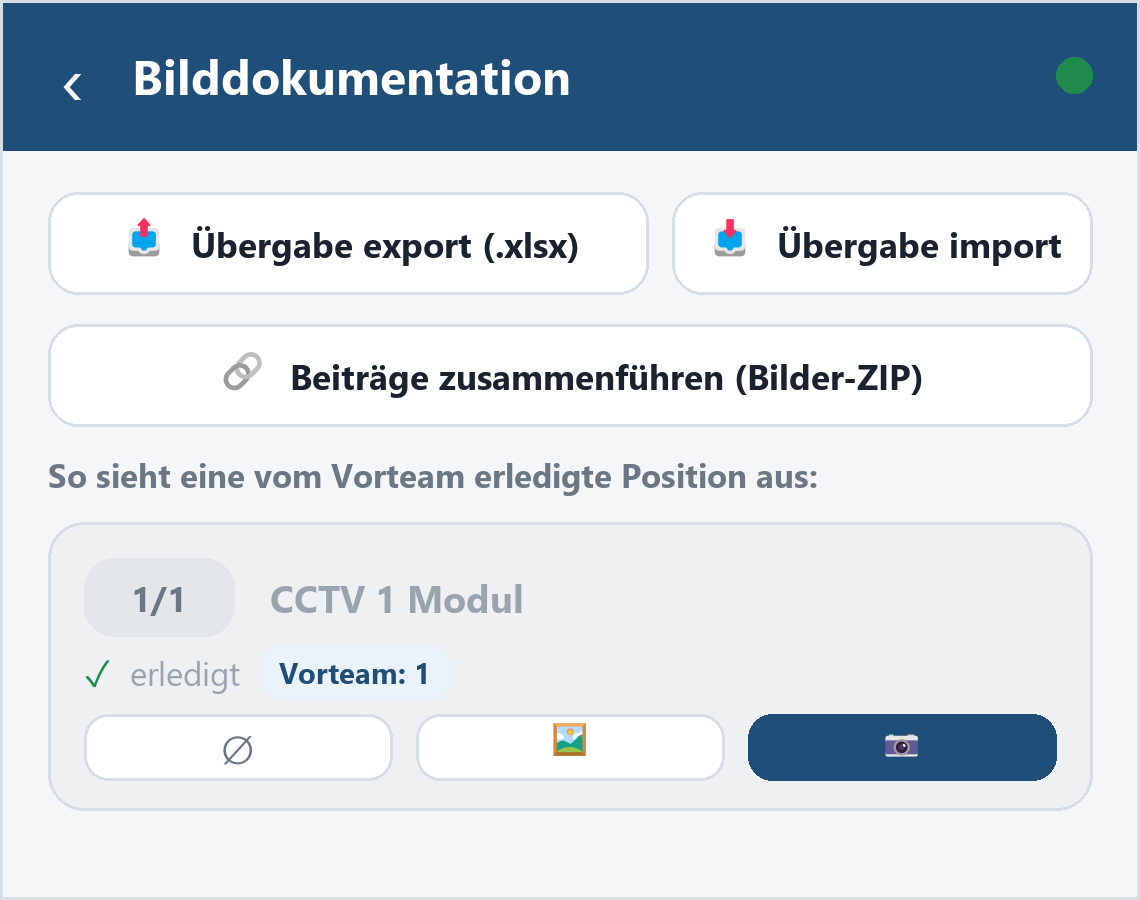 Bilddokumentation
Übergabe export (.xlsx)
Übergabe import
Beiträge zusammenführen (Bilder-ZIP)
So sieht eine vom Vorteam erledigte Position aus:
1/1 CCTV 1 Modul
✓ erledigt Vorteam: 1
∅